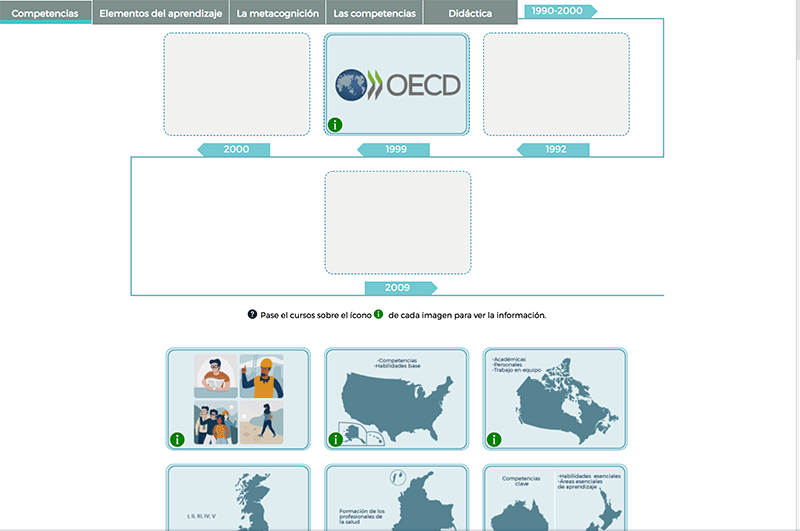 Competencias
Elementos del aprendizaje
La metacognición
Las competencias
Didáctica
1990-2000
OECD
i
2000
1999
1992
2009
? Pase el cursos sobre el ícono i de cada imagen para ver la información.
-Competencias
-Habilidades base
-Académicas
-Personales
-Trabajo en equipo
i
i
i
I, II, III, IV, V
Formación de los
profesionales de
la salud
Competencias
clave
-Habilidades esenciales
-Áreas esenciales
de aprendizaje